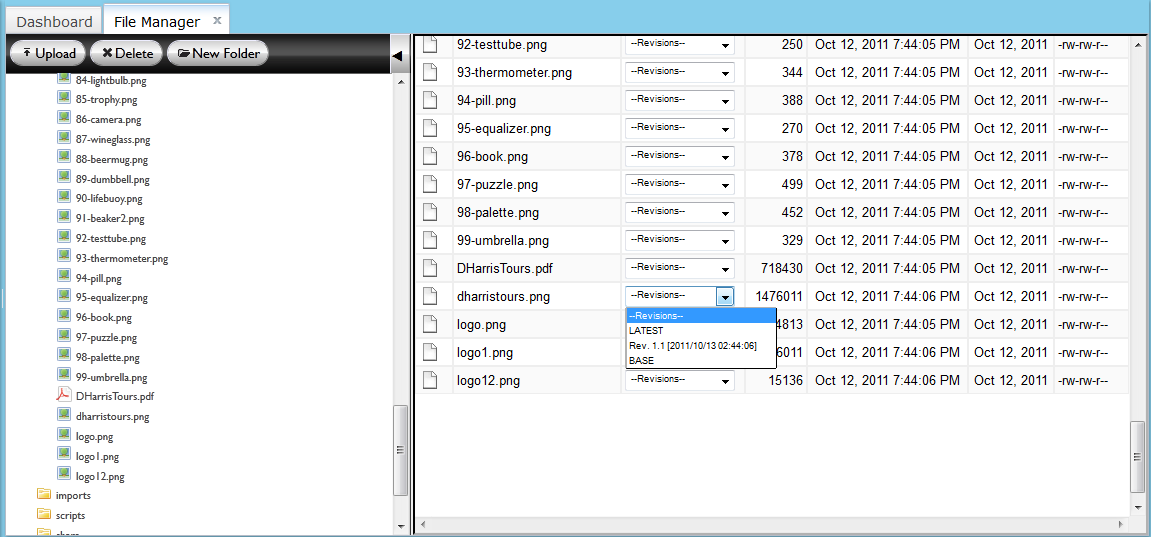 Dashboard File Manager x
Upload Delete New Folder
84-lightbulb.png
85-trophy.png
86-camera.png
87-wineglass.png
88-beermug.png
89-dumbbell.png
90-lifebuoy.png
91-beaker2.png
92-testtube.png
93-thermometer.png
94-pill.png
95-equalizer.png
96-book.png
97-puzzle.png
98-palette.png
99-umbrella.png
DHarrisTours.pdf
dharristours.png
logo.png
logo1.png
logo12.png
imports
scripts
92-testtube.png --Revisions-- 250 Oct 12, 2011 7:44:05 PM Oct 12, 2011 -rw-rw-r--
93-thermometer.png --Revisions-- 344 Oct 12, 2011 7:44:05 PM Oct 12, 2011 -rw-rw-r--
94-pill.png --Revisions-- 388 Oct 12, 2011 7:44:05 PM Oct 12, 2011 -rw-rw-r--
95-equalizer.png --Revisions-- 270 Oct 12, 2011 7:44:05 PM Oct 12, 2011 -rw-rw-r--
96-book.png --Revisions-- 378 Oct 12, 2011 7:44:05 PM Oct 12, 2011 -rw-rw-r--
97-puzzle.png --Revisions-- 499 Oct 12, 2011 7:44:05 PM Oct 12, 2011 -rw-rw-r--
98-palette.png --Revisions-- 452 Oct 12, 2011 7:44:05 PM Oct 12, 2011 -rw-rw-r--
99-umbrella.png --Revisions-- 329 Oct 12, 2011 7:44:05 PM Oct 12, 2011 -rw-rw-r--
DHarrisTours.pdf --Revisions-- 718430 Oct 12, 2011 7:44:05 PM Oct 12, 2011 -rw-rw-r--
dharristours.png --Revisions-- 1476011 Oct 12, 2011 7:44:06 PM Oct 12, 2011 -rw-rw-r--
--Revisions--
LATEST
Rev. 1.1 [2011/10/13 02:44:06]
BASE
logo.png 4813 Oct 12, 2011 7:44:06 PM Oct 12, 2011 -rw-rw-r--
logo1.png 6011 Oct 12, 2011 7:44:06 PM Oct 12, 2011 -rw-rw-r--
logo12.png --Revisions-- 15136 Oct 12, 2011 7:44:06 PM Oct 12, 2011 -rw-rw-r--